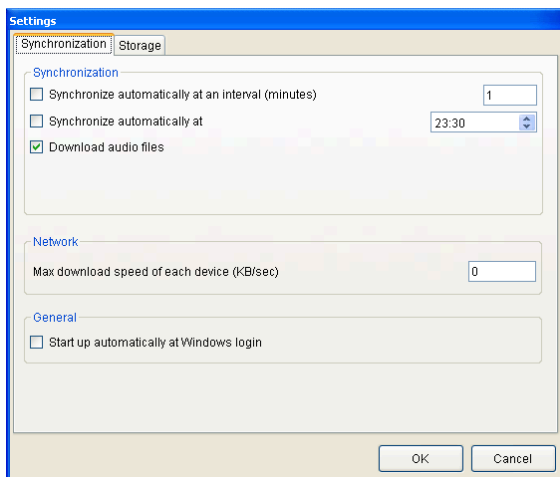 Settings
Synchronization Storage
Synchronization
Synchronize automatically at an interval (minutes) 1
Synchronize automatically at 23:30
Download audio files
Network
Max download speed of each device (KB/sec) 0
General
Start up automatically at Windows login
OK Cancel